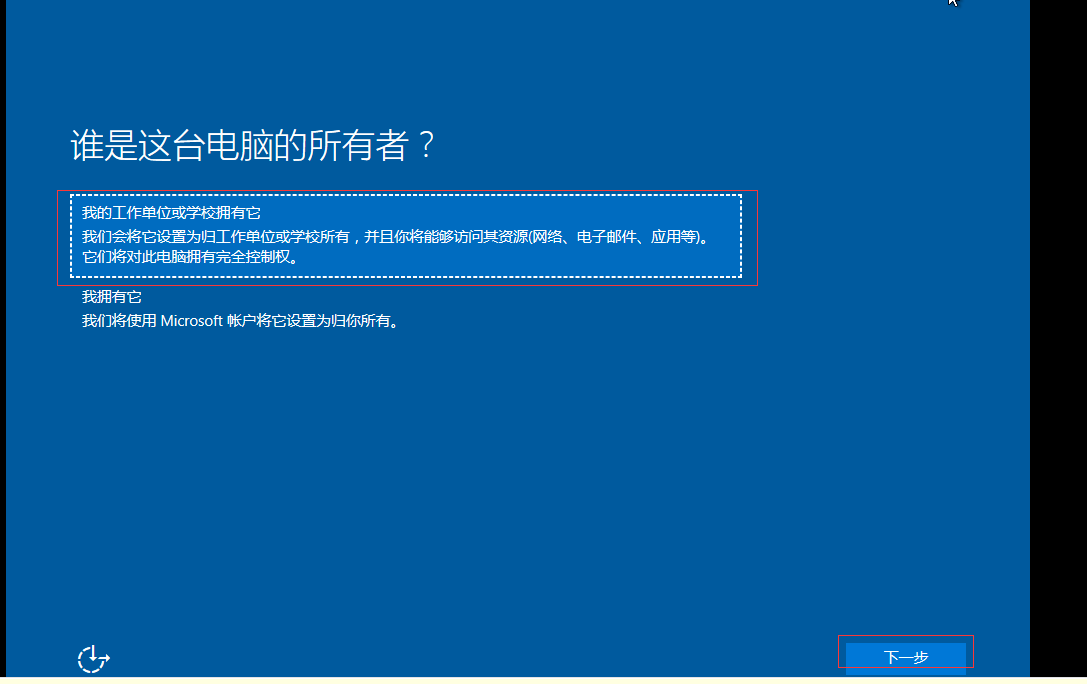 谁是这台电脑的所有者？
我的工作单位或学校拥有它
我们会将它设置为归工作单位或学校所有，并且你将能够访问其资源(网络、电子邮件、应用等)。
它们将对此电脑拥有完全控制权。
我拥有它
我们将使用 Microsoft 帐户将它设置为归你所有。
下一步